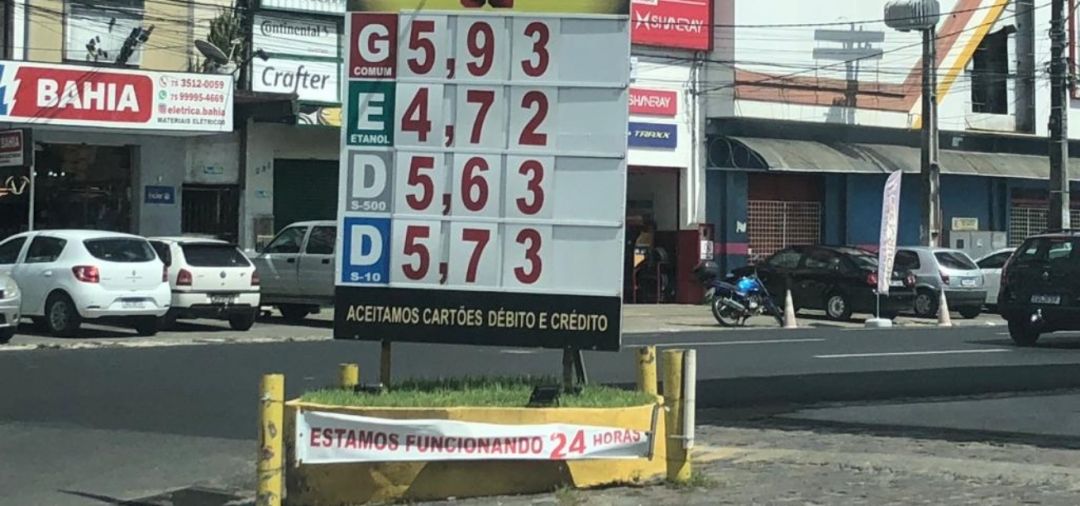 G 5,93
COMUM
E 4,72
ETANOL
D 5,63
S-500
D 5,73
S-10
ACEITAMOS CARTÕES DÉBITO E CRÉDITO
ESTAMOS FUNCIONANDO 24 HORAS
BAHIA
75 3512-0059
75 99995-4669
eletrica.bahia
MATERIAIS ELÉTRICOS
BAHIA
Continental
Crafter
SHINERAY
SHINERAY
TRAXX